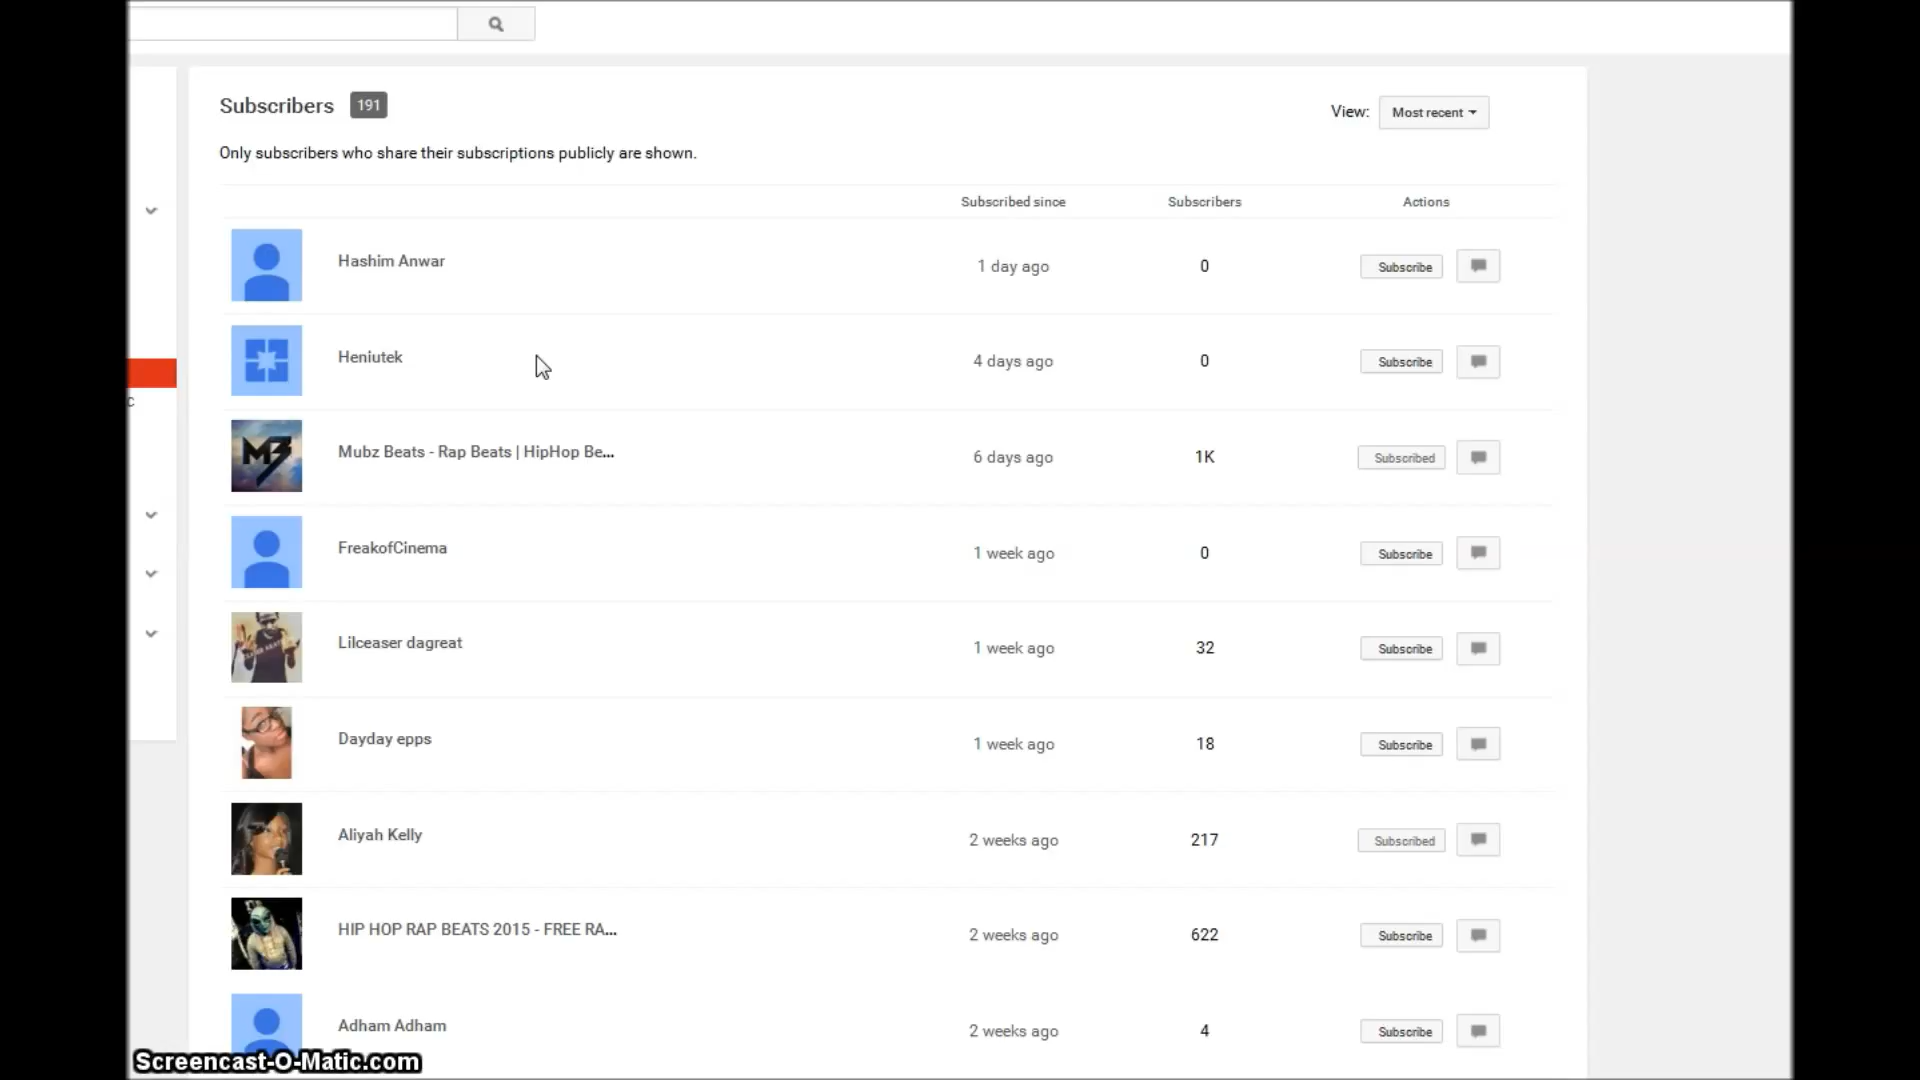 Subscribers 191
View: Most recent
Only subscribers who share their subscriptions publicly are shown.
Subscribed since Subscribers Actions
Hashim Anwar 1 day ago 0 Subscribe
Heniutek 4 days ago 0 Subscribe
M3
Mubz Beats - Rap Beats | HipHop Be... 6 days ago 1K Subscribed
FreakofCinema 1 week ago 0 Subscribe
Lilceaser dagreat 1 week ago 32 Subscribe
Dayday epps 1 week ago 18 Subscribe
Aliyah Kelly 2 weeks ago 217 Subscribed
HIP HOP RAP BEATS 2015 - FREE RA... 2 weeks ago 622 Subscribe
Adham Adham 2 weeks ago 4 Subscribe
Screencast-O-Matic.com